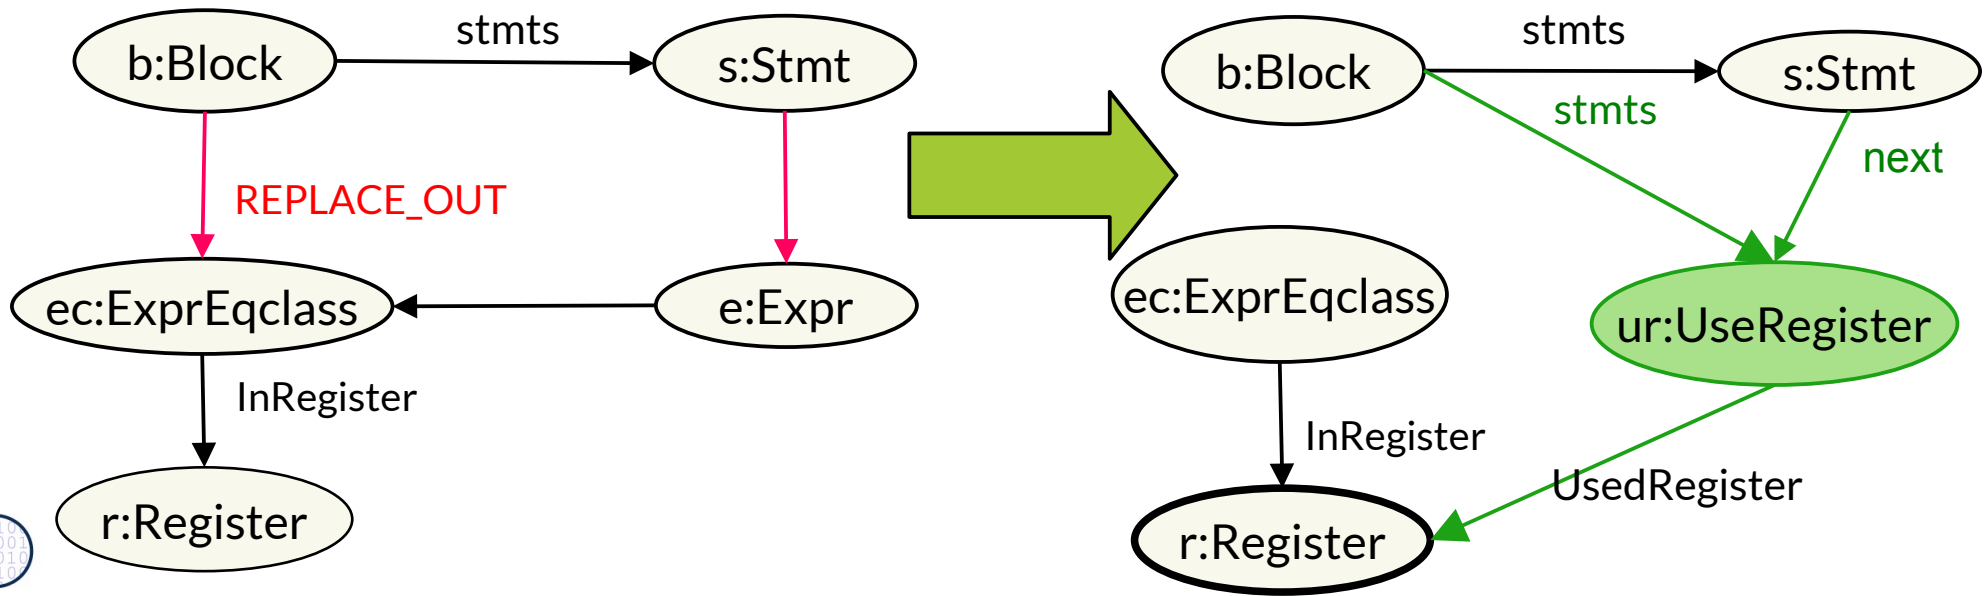 b:Block
stmts
s:Stmt
REPLACE_OUT
ec:ExprEqclass
e:Expr
InRegister
r:Register
b:Block
stmts
s:Stmt
stmts
next
ec:ExprEqclass
ur:UseRegister
InRegister
UsedRegister
r:Register